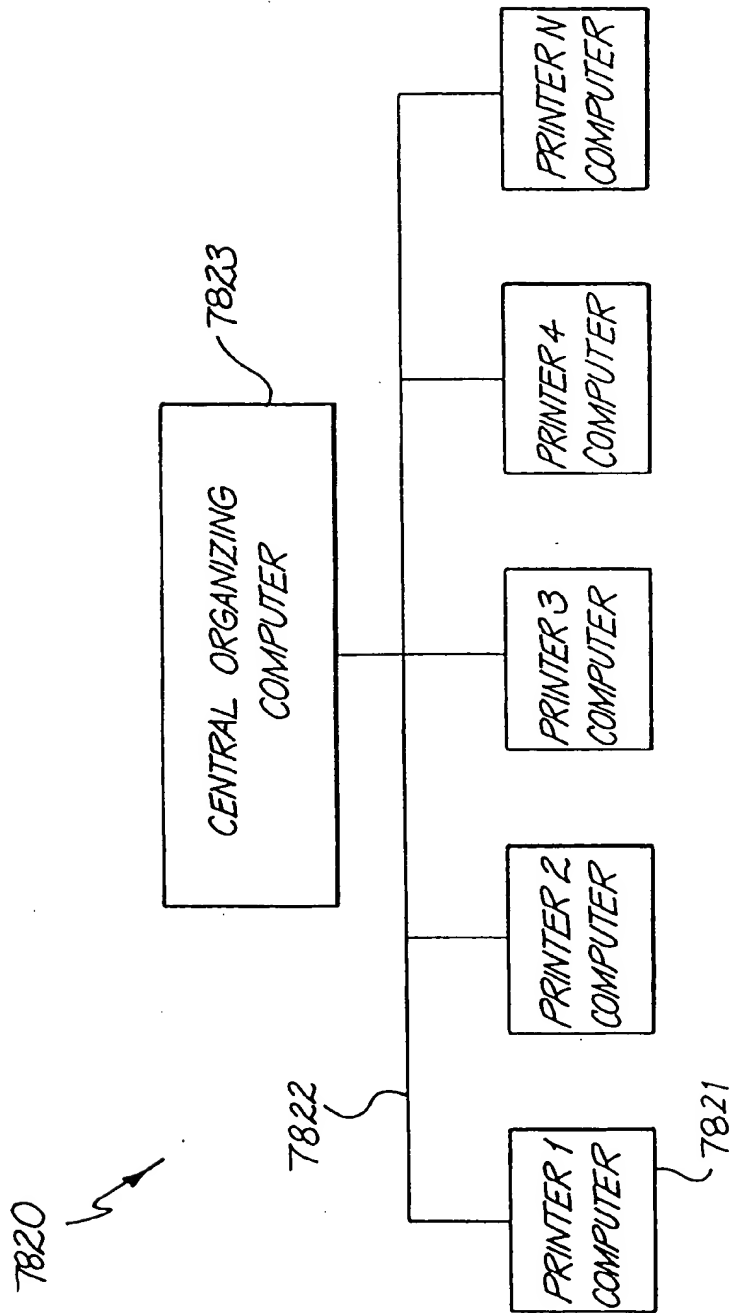 7820
7823
CENTRAL ORGANIZING
COMPUTER
7822
PRINTER 1
COMPUTER
PRINTER 2
COMPUTER
PRINTER 3
COMPUTER
PRINTER 4
COMPUTER
PRINTER N
COMPUTER
7821